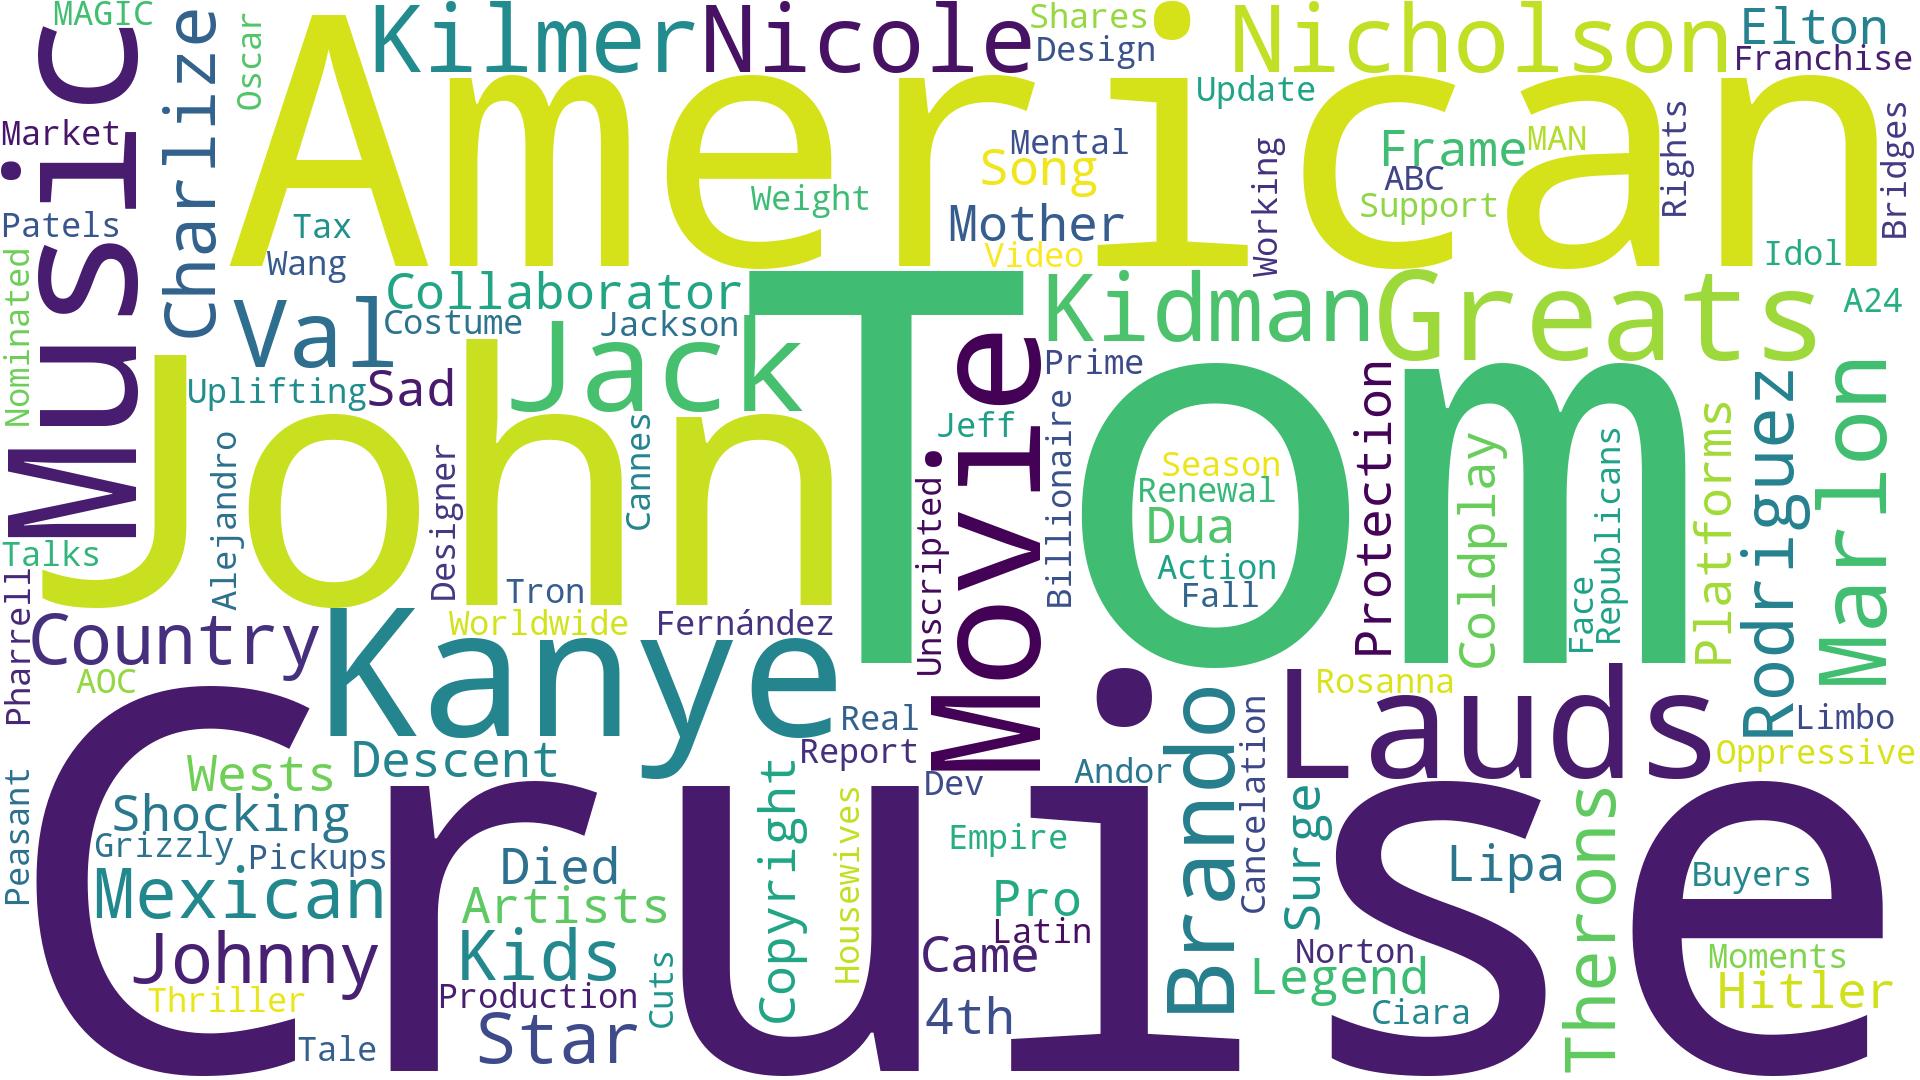 MAGIC
Kilmer
Nicole
Shares
Design
Nicholson
Elton
Franchise
Music
Charlize
Oscar
American
Update
Market
Mental
Song
Frame
MAN
ABC
Support
Rights
Bridges
Working
Weight
Mother
Video
Patels
Tax
Wang
Idol
Nominated
Val
Collaborator
Costume
Jackson
Jack
Tom
Movie
Kidman
Greats
A24
Prime
John
Uplifting
Sad
Jeff
Billionaire
Protection
Coldplay
Republicans
Face
Platforms
Rodriguez
Marlon
Season
Renewal
Dua
Action
Fall
Alejandro
Designer
Cannes
Unscripted
Talks
Tron
Worldwide
Fernández
Pharrell
Country
AOC
Kanye
Real
Report
Descent
Dev
Andor
Brando
Cancelation
Lauds
Rosanna
Limbo
Oppressive
Cruise
Wests
Peasant
Shocking
Grizzly
Pickups
Mexican
Johnny
Thriller
Tale
Died
Artists
Kids
Production
Star
Cuts
Copyright
Housewives
Empire
Pro
Latin
Came
4th
Surge
Lipa
Norton
Legend
Ciara
Therons
Buyers
Moments
Hitler